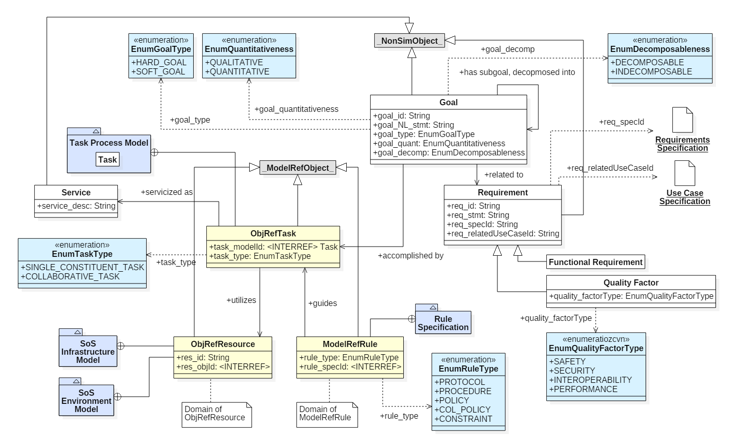 «enumeration»
EnumGoalType
+HARD_GOAL
+SOFT_GOAL
«enumeration»
EnumQuantitativeness
+QUALITATIVE
+QUANTITATIVE
_NonSimObject_
+goal_decomp
«enumeration»
EnumDecomposableness
+DECOMPOSABLE
+INDECOMPOSABLE
+has subgoal, decpmosed into
+goal_quantitativeness
+goal_type
Goal
+goal_id: String
+goal_NL_stmt: String
+goal_type: EnumGoalType
+goal_quant: EnumQuantitativeness
+goal_decomp: EnumDecomposableness
+req_specId
Requirements
Specification
+req_relatedUseCaseId
Use Case
Specification
Task Process Model
Task
_ModelRefObject_
+related to
Service
+service_desc: String
+servicized as
Requirement
+req_id: String
+req_stmt: String
+req_specId: String
+req_relatedUseCaseId: String
ObjRefTask
+task_modelId: <INTERREF> Task
+task_type: EnumTaskType
«enumeration»
EnumTaskType
+SINGLE_CONSTITUENT_TASK
+COLLABORATIVE_TASK
+task_type
+accomplished by
Functional Requirement
Quality Factor
+quality_factorType: EnumQualityFactorType
+utilizes
+guides
+quality_factorType
Rule
Specification
SoS
Infrastructure
Model
ObjRefResource
+res_id: String
+res_objId: <INTERREF>
ModelRefRule
+rule_type: EnumRuleType
+rule_specId: <INTERREF>
«enumeratiozcvn»
EnumQualityFactorType
+SAFETY
+SECURITY
+INTEROPERABILITY
+PERFORMANCE
«enumeration»
EnumRuleType
+PROTOCOL
+PROCEDURE
+POLICY
+COL_POLICY
+CONSTRAINT
SoS
Environment
Model
Domain of
ObjRefResource
Domain of
ModelRefRule
+rule_type